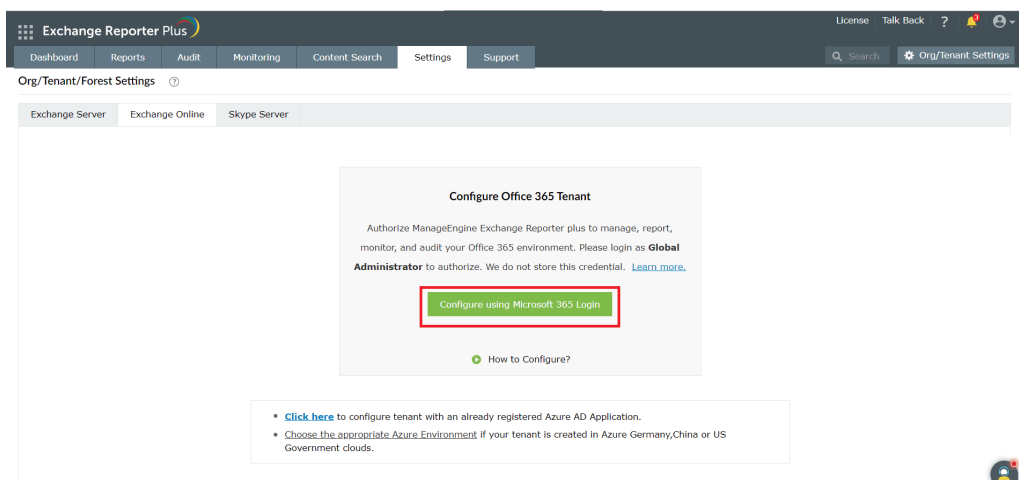 License Talk Back ? 3
Exchange Reporter Plus
Dashboard Reports Audit Monitoring Content Search Settings Support Search Org/Tenant Settings
Org/Tenant/Forest Settings ?
Exchange Server Exchange Online Skype Server
Configure Office 365 Tenant
Authorize ManageEngine Exchange Reporter plus to manage, report,
monitor, and audit your Office 365 environment. Please login as Global
Administrator to authorize. We do not store this credential. Learn more.
Configure using Microsoft 365 Login
How to Configure?
• Click here to configure tenant with an already registered Azure AD Application.
• Choose the appropriate Azure Environment if your tenant is created in Azure Germany,China or US
Government clouds.